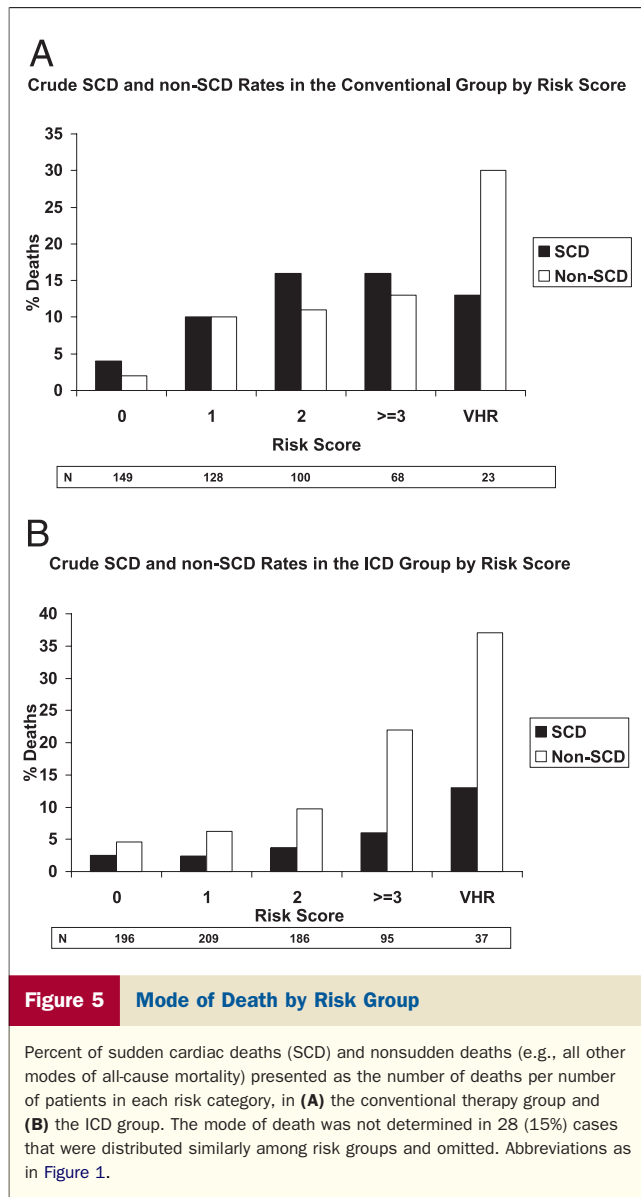 A
Crude SCD and non-SCD Rates in the Conventional Group by Risk Score
35
30
25
20
15
10
5
0
% Deaths
SCD
Non-SCD
0 1 2 >=3 VHR
Risk Score
N 149 128 100 68 23
B
Crude SCD and non-SCD Rates in the ICD Group by Risk Score
40
35
30
25
20
15
10
5
0
% Deaths
SCD
Non-SCD
0 1 2 >=3 VHR
Risk Score
N 196 209 186 95 37
Figure 5 Mode of Death by Risk Group
Percent of sudden cardiac deaths (SCD) and nonsudden deaths (e.g., all other
modes of all-cause mortality) presented as the number of deaths per number
of patients in each risk category, in (A) the conventional therapy group and
(B) the ICD group. The mode of death was not determined in 28 (15%) cases
that were distributed similarly among risk groups and omitted. Abbreviations as
in Figure 1.